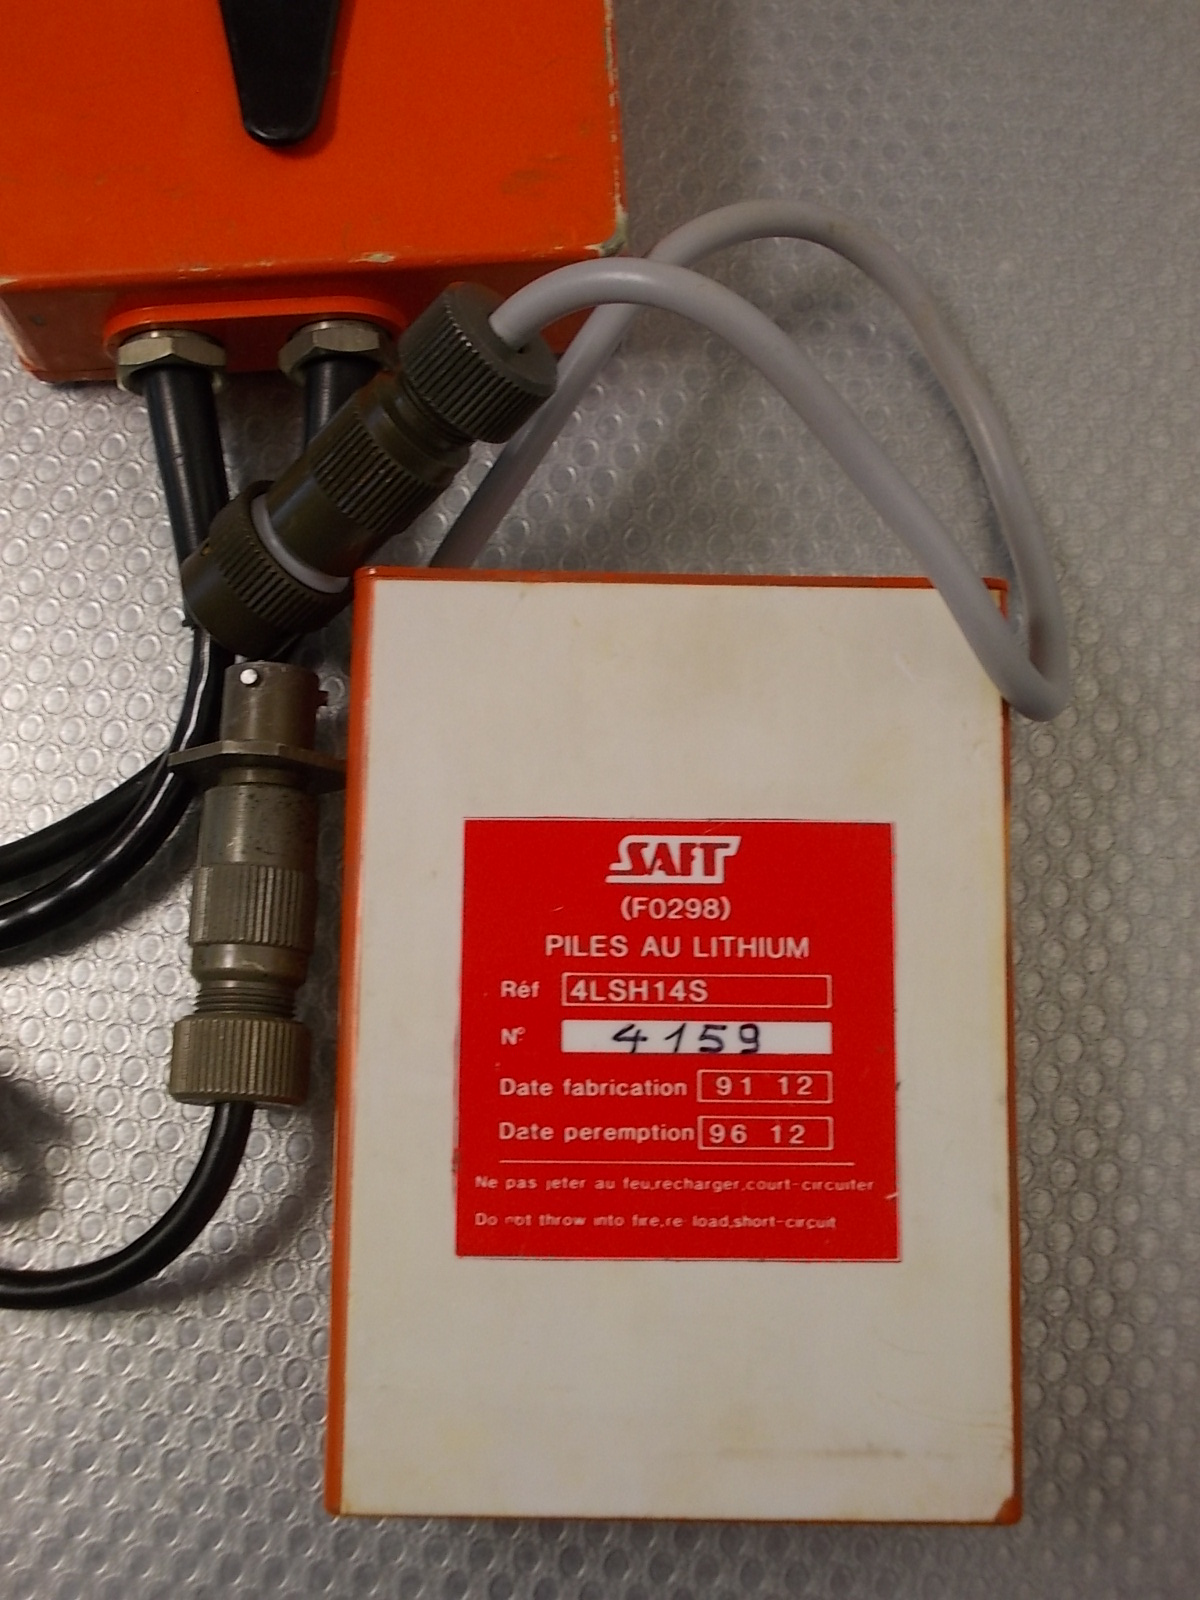 SAFT
(F0298)
PILES AU LITHIUM
Réf 4LSH14S
N° 4159
Date fabrication 91 12
Date peremption 96 12
Ne pas jeter au feu,recharger,court-circuiter
Do not throw into fire,re load,short-circuit